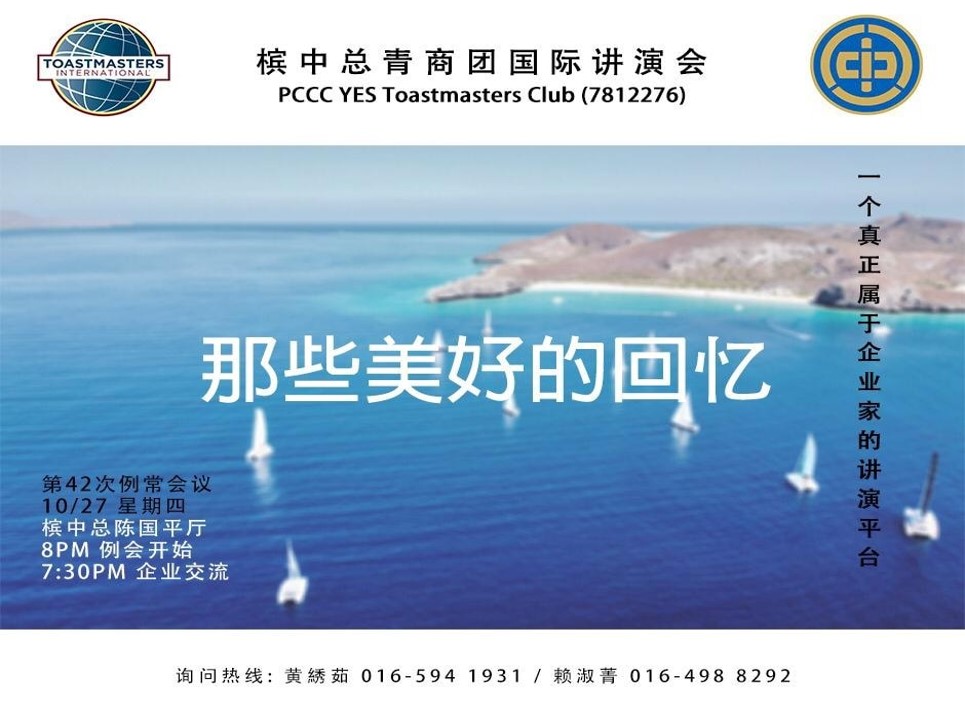 TOASTMASTERS
INTERNATIONAL
槟中总青商团国际讲演会
PCCC YES Toastmasters Club (7812276)
一个真正属于企业家的讲演平台
那些美好的回忆
第42次例常会议
10/27 星期四
槟中总陈国平厅
8PM 例会开始
7:30PM 企业交流
询问热线: 黄綉茹 016-594 1931 / 赖淑菁 016-498 8292